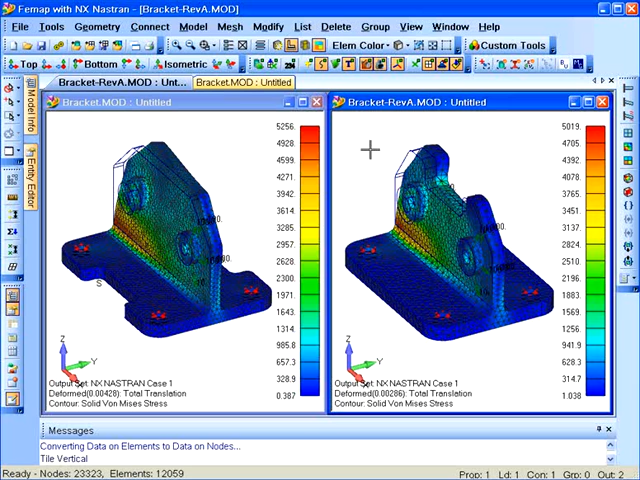 Femap with NX Nastran - [Bracket-RevA.MOD]
File Tools Geometry Connect Model Mesh Modify List Delete Group View Window Help
Elem Color Custom Tools
Top Bottom Isometric
Bracket-RevA.MOD : Unt... Bracket.MOD : Untitled
Model Info
Entity Editor
Bracket.MOD : Untitled
5256.
4928.
4599.
4271.
3942.
3614.
3285.
2957.
2628.
2300.
1971.
1643.
1314.
985.8
657.3
328.9
0.387
S
Z
Y
Output Set: NX NASTRAN Case 1
Deformed(0.00428): Total Translation
Contour: Solid Von Mises Stress
Bracket-RevA.MOD : Untitled
5019.
4705.
4392.
4078.
3764.
3451.
3137.
2824.
2510.
2196.
1883.
1569.
1255.
941.9
628.3
314.7
1.038
Z
Y
Output Set: NX NASTRAN Case 1
Deformed(0.00286): Total Translation
Contour: Solid Von Mises Stress
Messages
Converting Data on Elements to Data on Nodes...
Tile Vertical
Ready - Nodes: 23323, Elements: 12059
Prop: 1 Ld: 1 Con: 1 Grp: 0 Out: 2